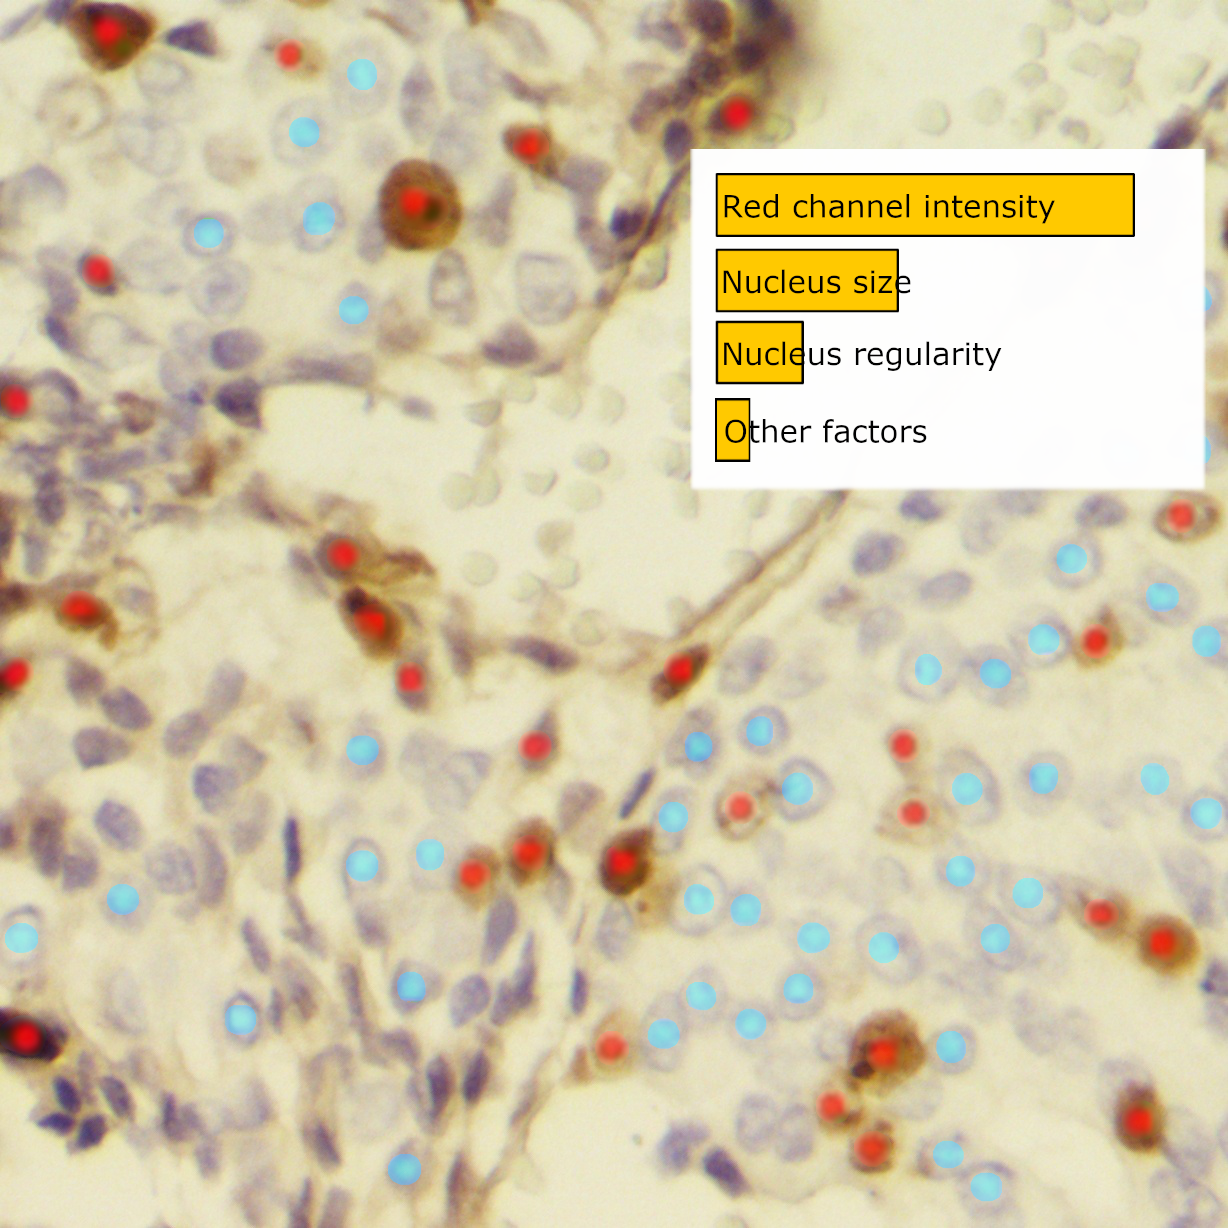 Red channel intensity
Nucleus size
Nucleus regularity
Other factors